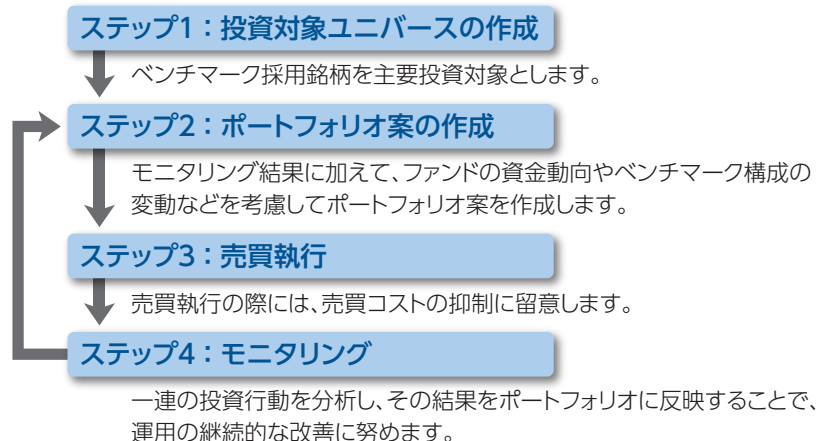 ステップ1：投資対象ユニバースの作成
ベンチマーク採用銘柄を主要投資対象とします。
ステップ2：ポートフォリオ案の作成
モニタリング結果に加えて、ファンドの資金動向やベンチマーク構成の
変動などを考慮してポートフォリオ案を作成します。
ステップ3：売買執行
売買執行の際には、売買コストの抑制に留意します。
ステップ4：モニタリング
一連の投資行動を分析し、その結果をポートフォリオに反映することで、
運用の継続的な改善に努めます。